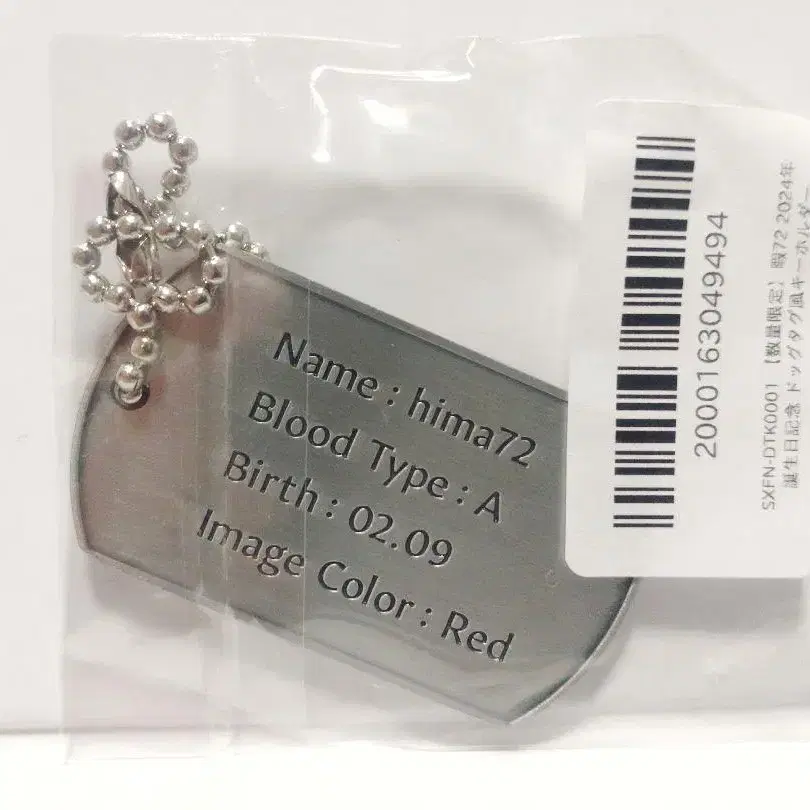 Name : hima72
Blood Type : A
Birth : 02.09
Image Color : Red
2000163049494
SXFN-DTK0001 【数量限定】 暇72 2024年
誕生日記念 ドッグタグ風キーホルダー